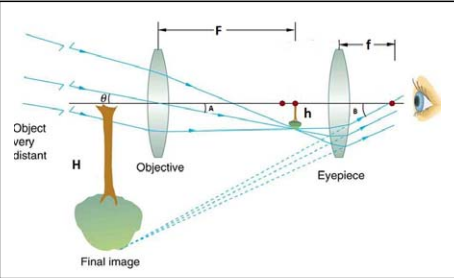 F
f
θ
A
h
B
Object
very
distant
H
Objective
Eyepiece
Final image